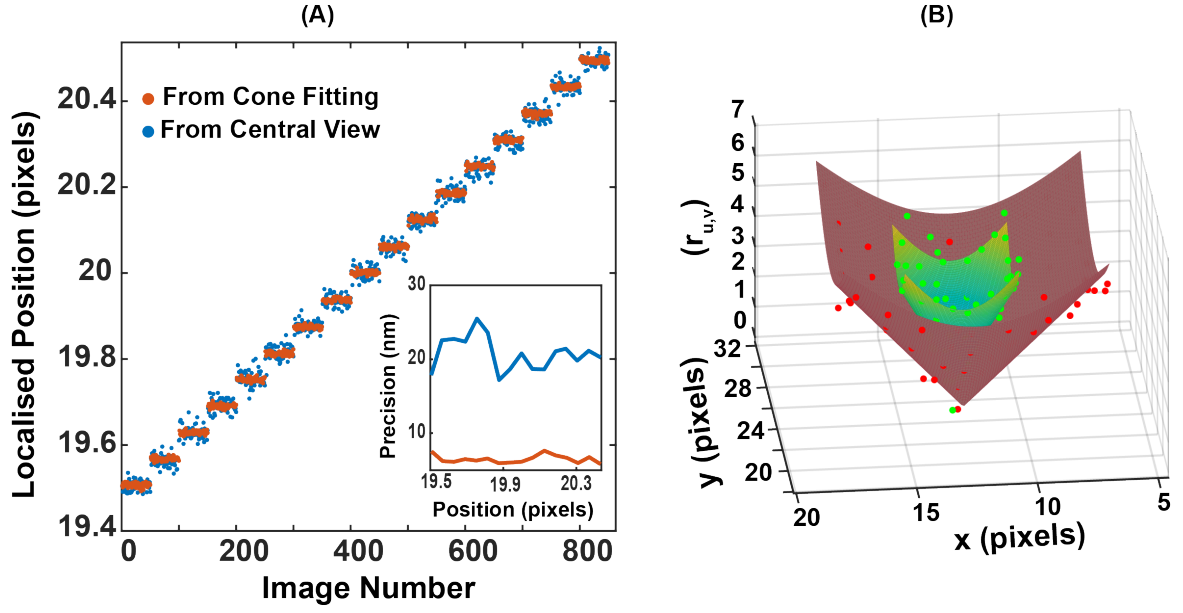 (A)
Localised Position (pixels)
20.4
20.2
20
19.8
19.6
19.4
From Cone Fitting
From Central View
0 200 400 600 800
Image Number
Precision (nm)
30
20
10
19.5 19.9 20.3
Position (pixels)
(B)
(r_{u,v})
7
6
5
4
3
2
1
0
32
28
24
20
y (pixels)
20 15 10 5
x (pixels)